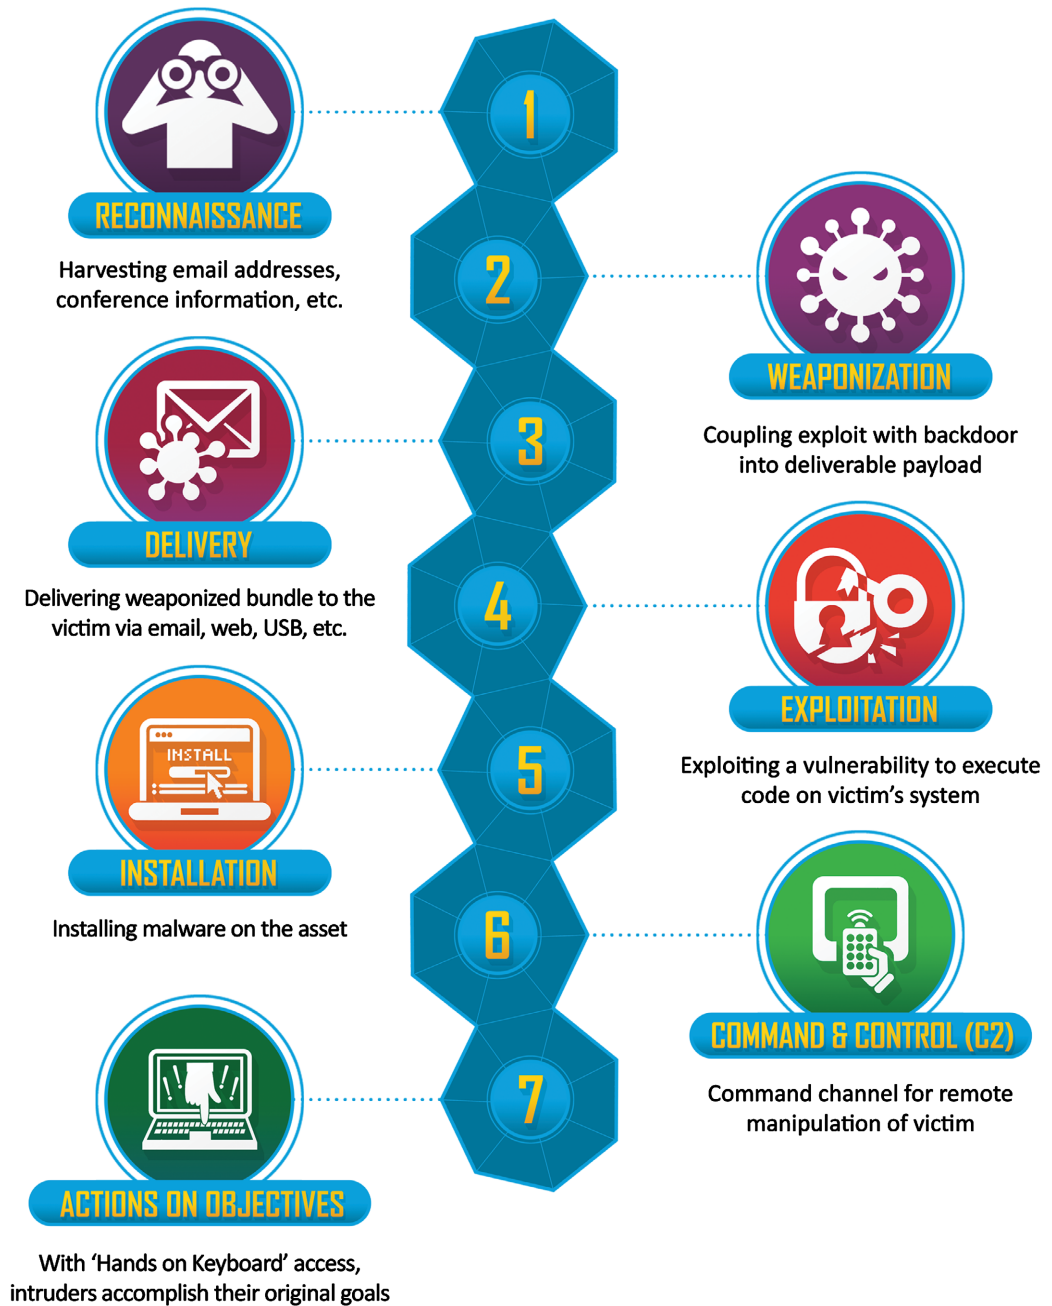 1
RECONNAISSANCE
Harvesting email addresses,
conference information, etc.
2
WEAPONIZATION
Coupling exploit with backdoor
into deliverable payload
3
DELIVERY
Delivering weaponized bundle to the
victim via email, web, USB, etc.
4
EXPLOITATION
Exploiting a vulnerability to execute
code on victim’s system
5
INSTALL
INSTALLATION
Installing malware on the asset
6
COMMAND & CONTROL (C2)
Command channel for remote
manipulation of victim
7
! ! ! !
ACTIONS ON OBJECTIVES
With ‘Hands on Keyboard’ access,
intruders accomplish their original goals